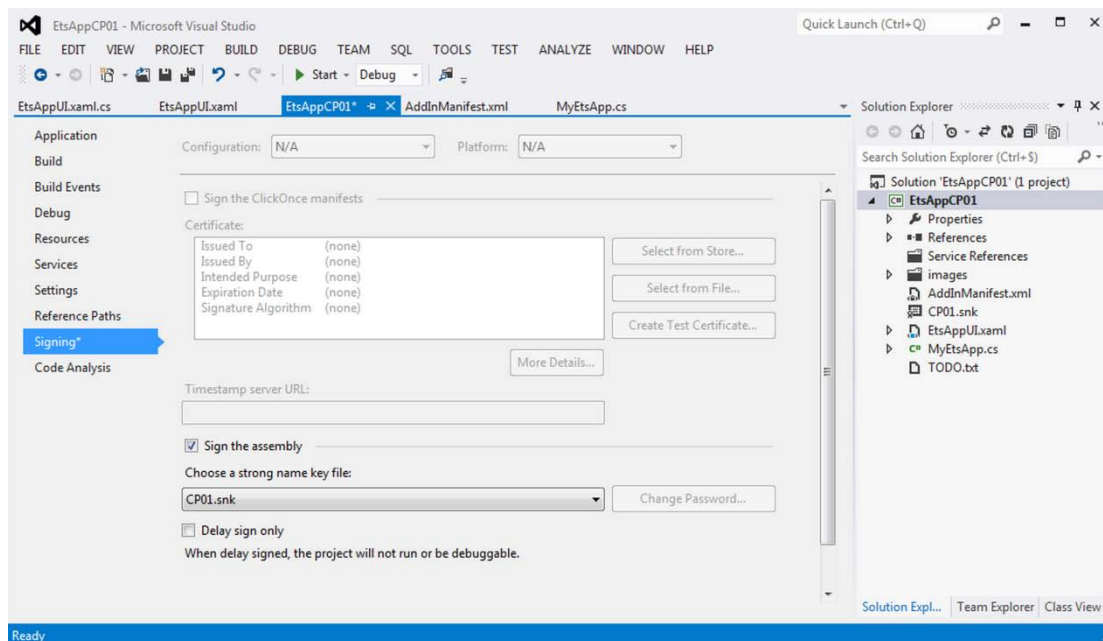 EtsAppCP01 - Microsoft Visual Studio
Quick Launch (Ctrl+Q)
FILE EDIT VIEW PROJECT BUILD DEBUG TEAM SQL TOOLS TEST ANALYZE WINDOW HELP
Start Debug
EtsAppUI.xaml.cs EtsAppUI.xaml EtsAppCP01* AddInManifest.xml MyEtsApp.cs
Application
Build
Build Events
Debug
Resources
Services
Settings
Reference Paths
Signing*
Code Analysis
Configuration: N/A Platform: N/A
Sign the ClickOnce manifests
Certificate:
Issued To (none)
Issued By (none)
Intended Purpose (none)
Expiration Date (none)
Signature Algorithm (none)
Select from Store...
Select from File...
Create Test Certificate...
More Details...
Timestamp server URL:
Sign the assembly
Choose a strong name key file:
CP01.snk
Change Password...
Delay sign only
When delay signed, the project will not run or be debuggable.
Solution Explorer
Search Solution Explorer (Ctrl+$)
Solution 'EtsAppCP01' (1 project)
C# EtsAppCP01
Properties
References
Service References
images
AddInManifest.xml
CP01.snk
EtsAppUI.xaml
C# MyEtsApp.cs
TODO.txt
Solution Expl... Team Explorer Class View
Ready